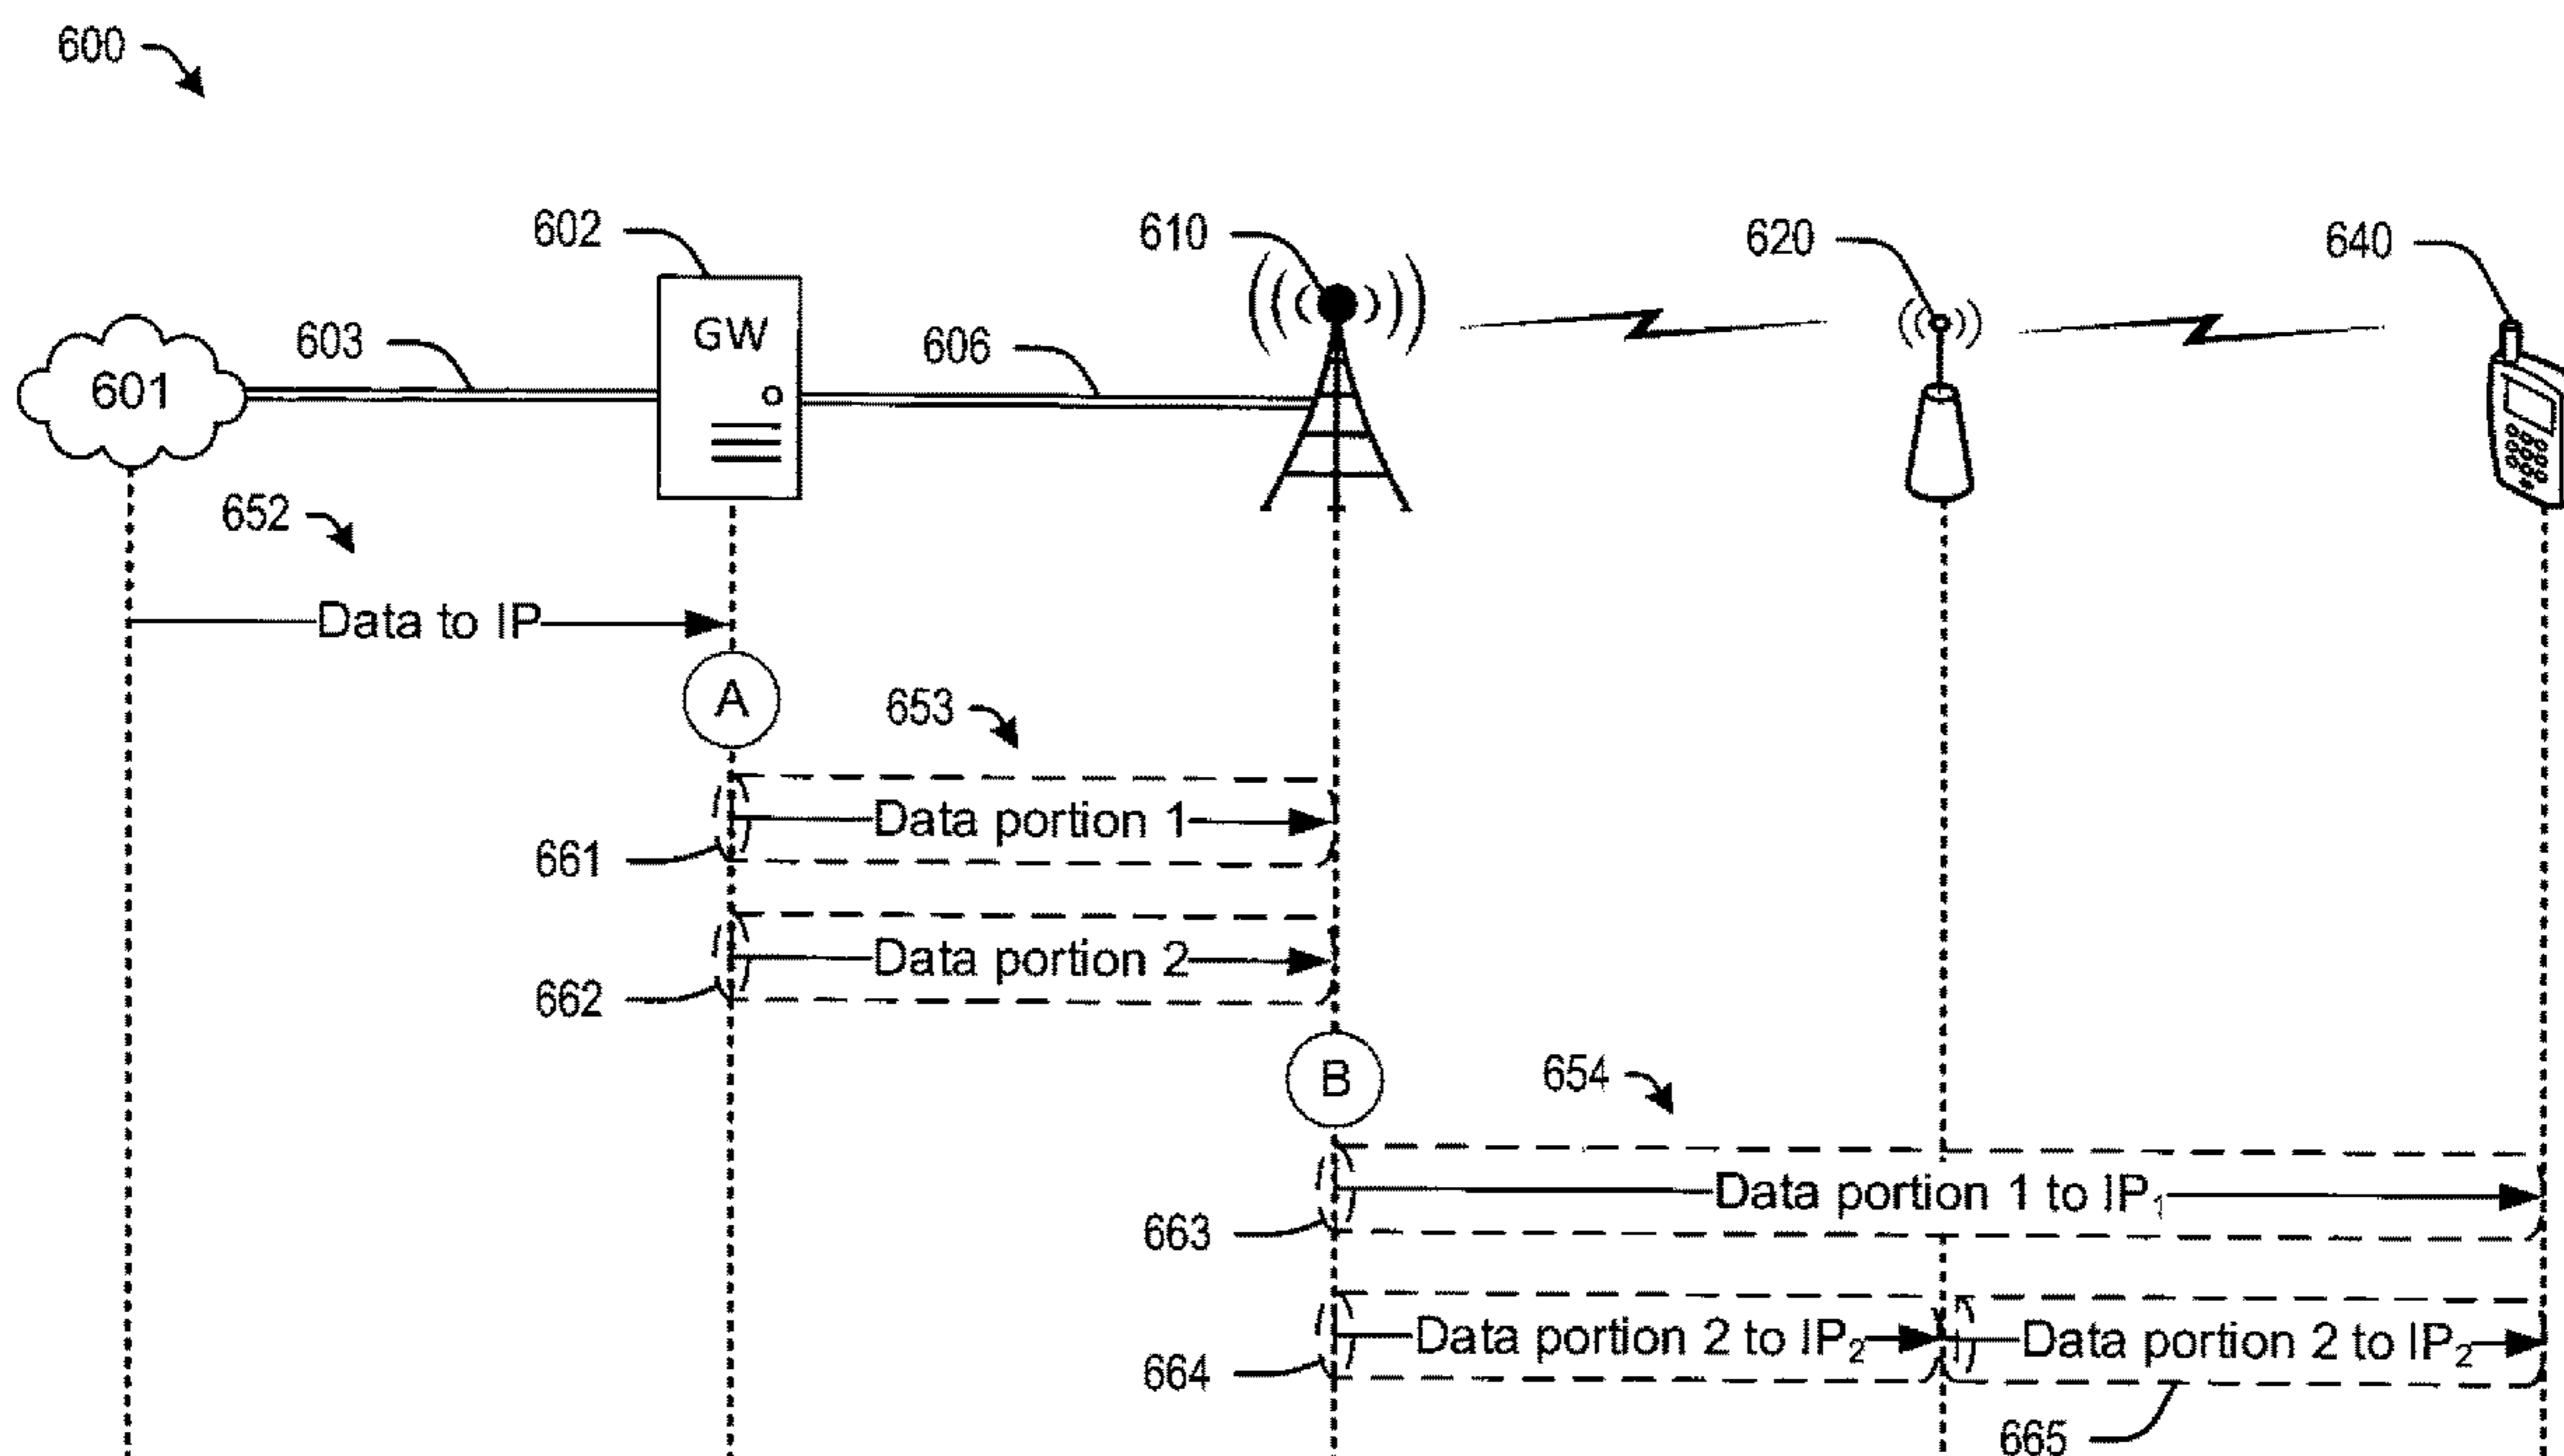 600
602
610
620
640
GW
603
606
601
652
Data to IP
A
653
Data portion 1
661
Data portion 2
662
B
654
Data portion 1 to IP₁
663
Data portion 2 to IP₂
Data portion 2 to IP₂
664
665